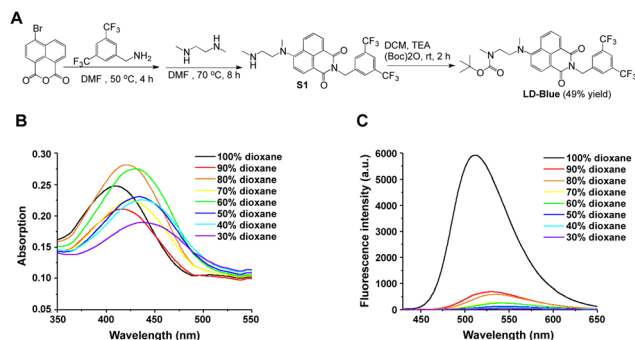 A
Br
CF3
NH2
F3C
O O O
DMF , 50 ºC, 4 h
H
N
N
H
DMF , 70 ºC, 8 h
N
HN
O
N
O
CF3
CF3
S1
DCM, TEA
(Boc)2O, rt, 2 h
N
N
O
O
O
N
O
CF3
CF3
LD-Blue (49% yield)
B
0.30
0.25
0.20
0.15
0.10
0.05
350 400 450 500 550
Absorption
Wavelength (nm)
100% dioxane
90% dioxane
80% dioxane
70% dioxane
60% dioxane
50% dioxane
40% dioxane
30% dioxane
C
6000
5000
4000
3000
2000
1000
0
450 500 550 600 650
Fluorescence intensity (a.u.)
Wavelength (nm)
100% dioxane
90% dioxane
80% dioxane
70% dioxane
60% dioxane
50% dioxane
40% dioxane
30% dioxane